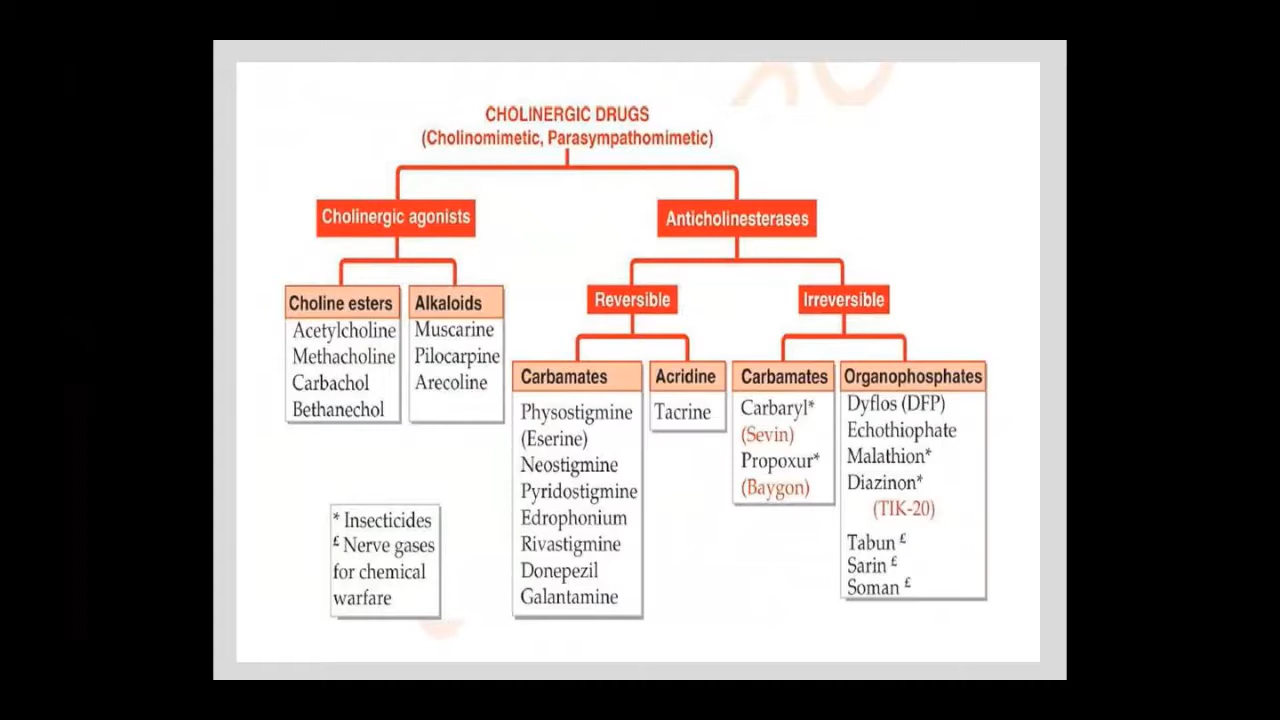 CHOLINERGIC DRUGS
(Cholinomimetic, Parasympathomimetic)
Cholinergic agonists
Anticholinesterases
Choline esters
Acetylcholine
Methacholine
Carbachol
Bethanechol
Alkaloids
Muscarine
Pilocarpine
Arecoline
Reversible
Irreversible
Carbamates
Physostigmine
(Eserine)
Neostigmine
Pyridostigmine
Edrophonium
Rivastigmine
Donepezil
Galantamine
Acridine
Tacrine
Carbamates
Carbaryl*
(Sevin)
Propoxur*
(Baygon)
Organophosphates
Dyflos (DFP)
Echothiophate
Malathion*
Diazinon*
(TIK-20)
Tabun £
Sarin £
Soman £
* Insecticides
£ Nerve gases
for chemical
warfare